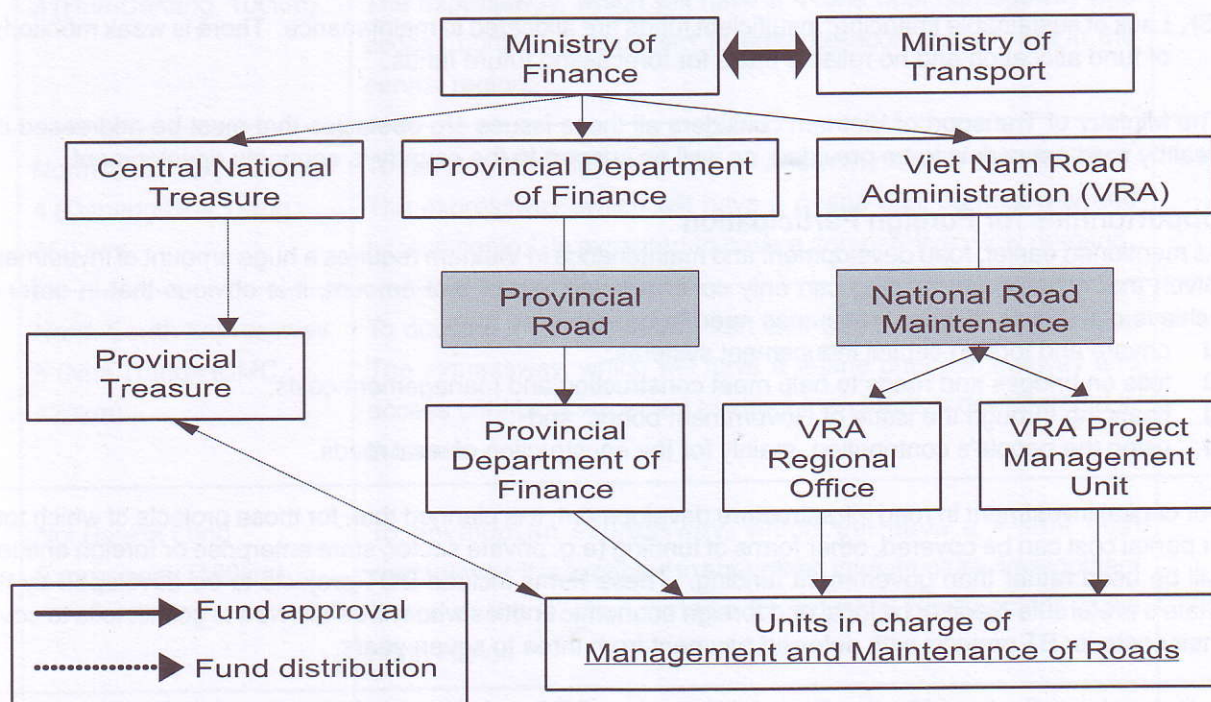 Ministry of
Finance
Ministry of
Transport
Central National
Treasure
Provincial Department
of Finance
Viet Nam Road
Administration (VRA)
Provincial
Road
National Road
Maintenance
Provincial
Treasure
Provincial
Department of
Finance
VRA
Regional
Office
VRA Project
Management
Unit
Fund approval
Fund distribution
Units in charge of
Management and Maintenance of Roads